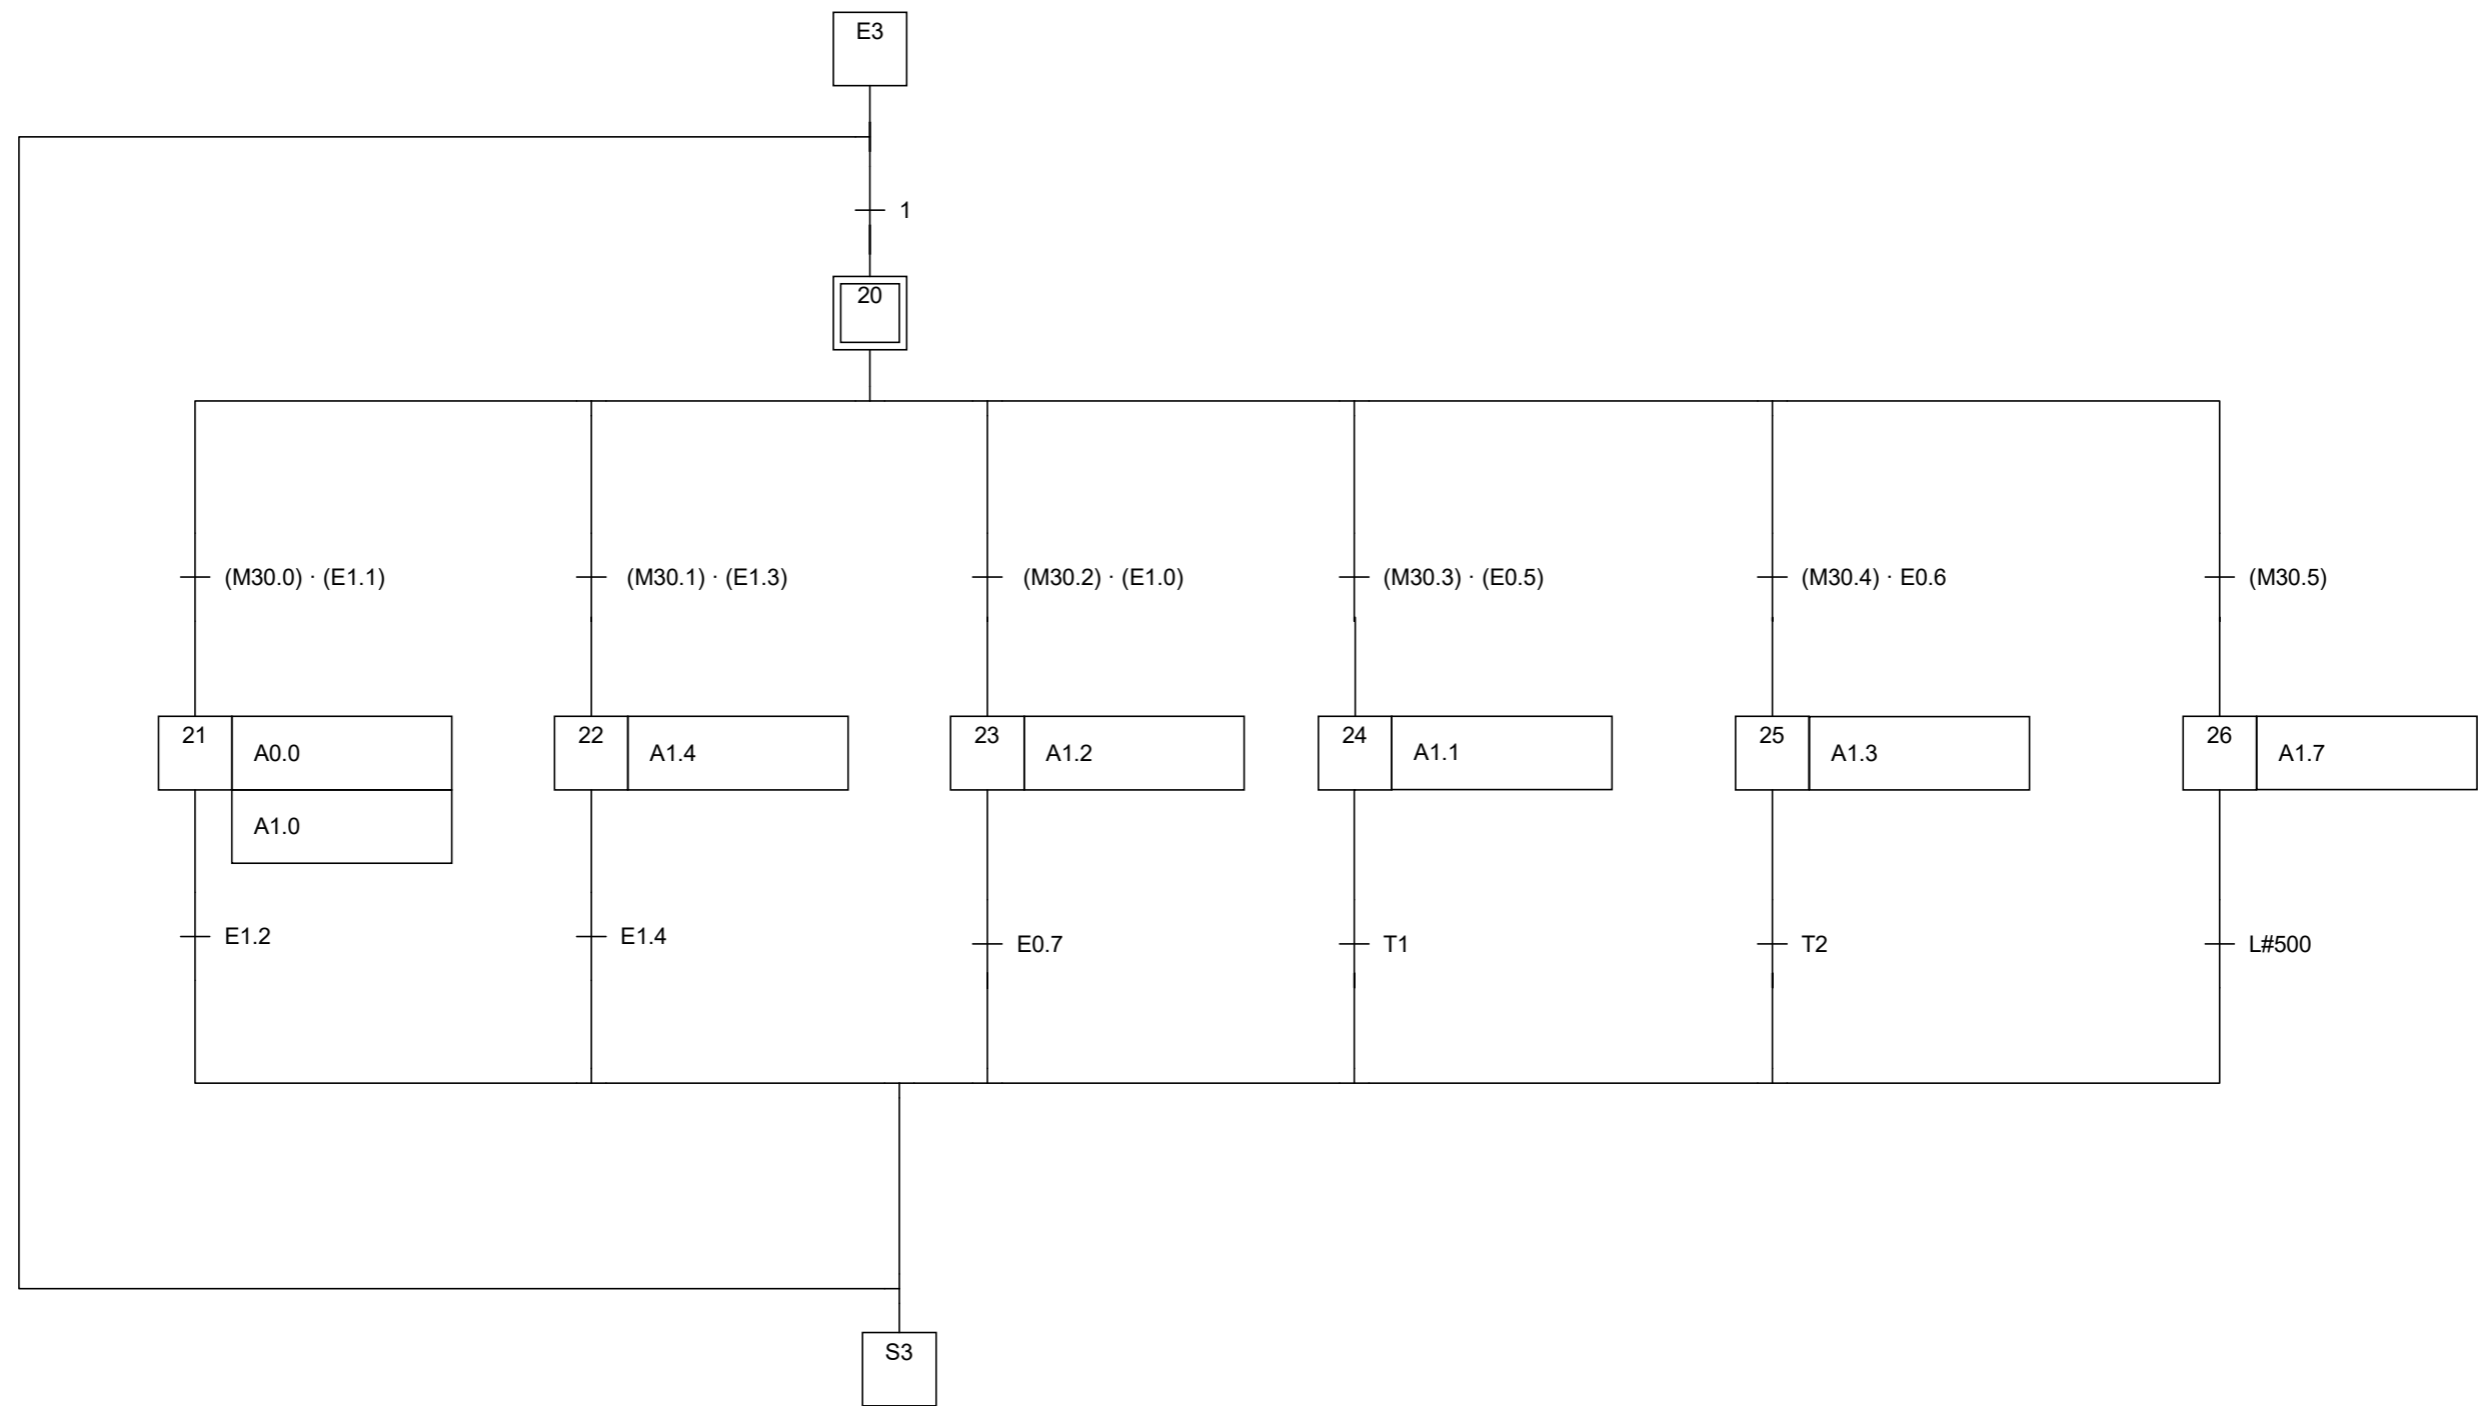 E3
1
20
(M30.0) · (E1.1)
(M30.1) · (E1.3)
(M30.2) · (E1.0)
(M30.3) · (E0.5)
(M30.4) · E0.6
(M30.5)
21
A0.0
A1.0
22
A1.4
23
A1.2
24
A1.1
25
A1.3
26
A1.7
E1.2
E1.4
E0.7
T1
T2
L#500
S3